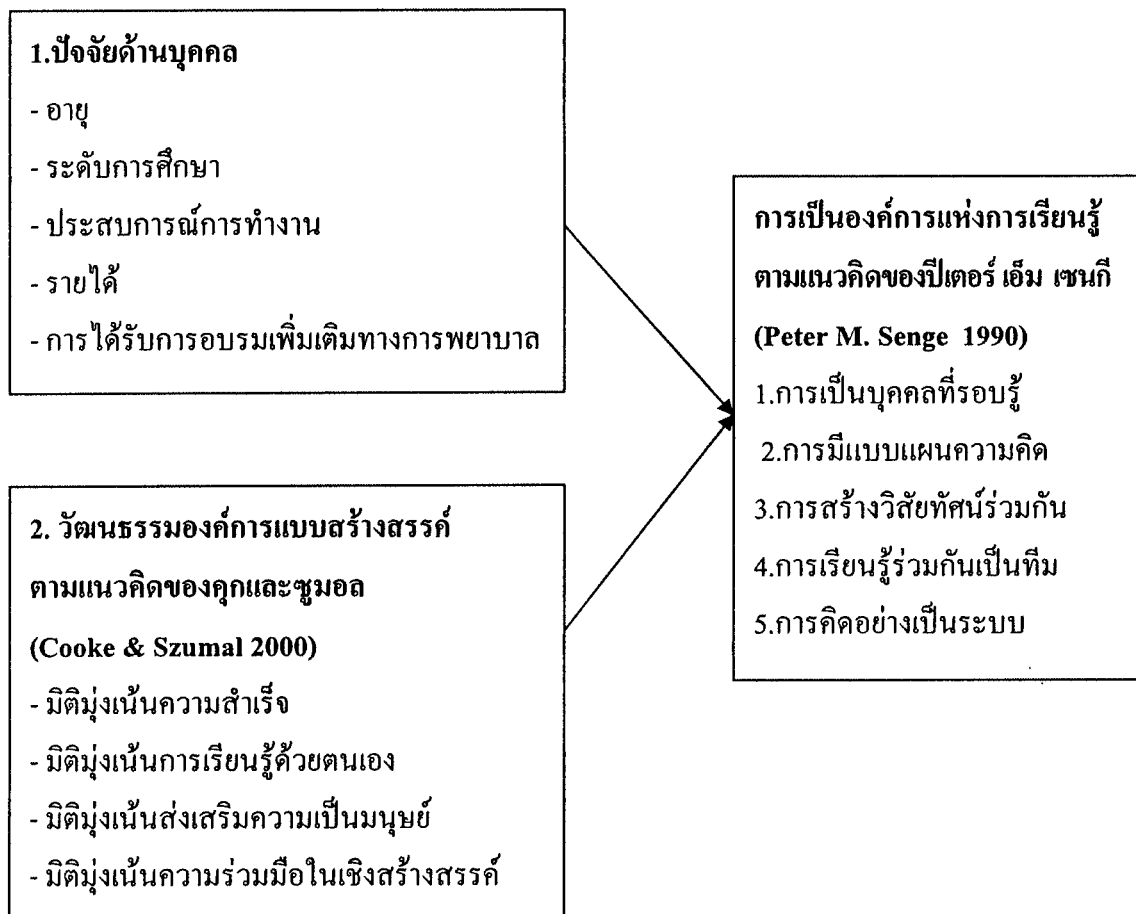 1.ปัจจัยด้านบุคคล
- อายุ
- ระดับการศึกษา
- ประสบการณ์การทำงาน
- รายได้
- การได้รับการอบรมเพิ่มเติมทางการพยาบาล
2. วัฒนธรรมองค์การแบบสร้างสรรค์
ตามแนวคิดของคุกและซูมอล
(Cooke & Szumal 2000)
- มิติมุ่งเน้นความสำเร็จ
- มิติมุ่งเน้นการเรียนรู้ด้วยตนเอง
- มิติมุ่งเน้นส่งเสริมความเป็นมนุษย์
- มิติมุ่งเน้นความร่วมมือในเชิงสร้างสรรค์
การเป็นองค์การแห่งการเรียนรู้
ตามแนวคิดของปีเตอร์ เอ็ม เซนกี
(Peter M. Senge 1990)
1.การเป็นบุคคลที่รอบรู้
2.การมีแบบแผนความคิด
3.การสร้างวิสัยทัศน์ร่วมกัน
4.การเรียนรู้ร่วมกันเป็นทีม
5.การคิดอย่างเป็นระบบ